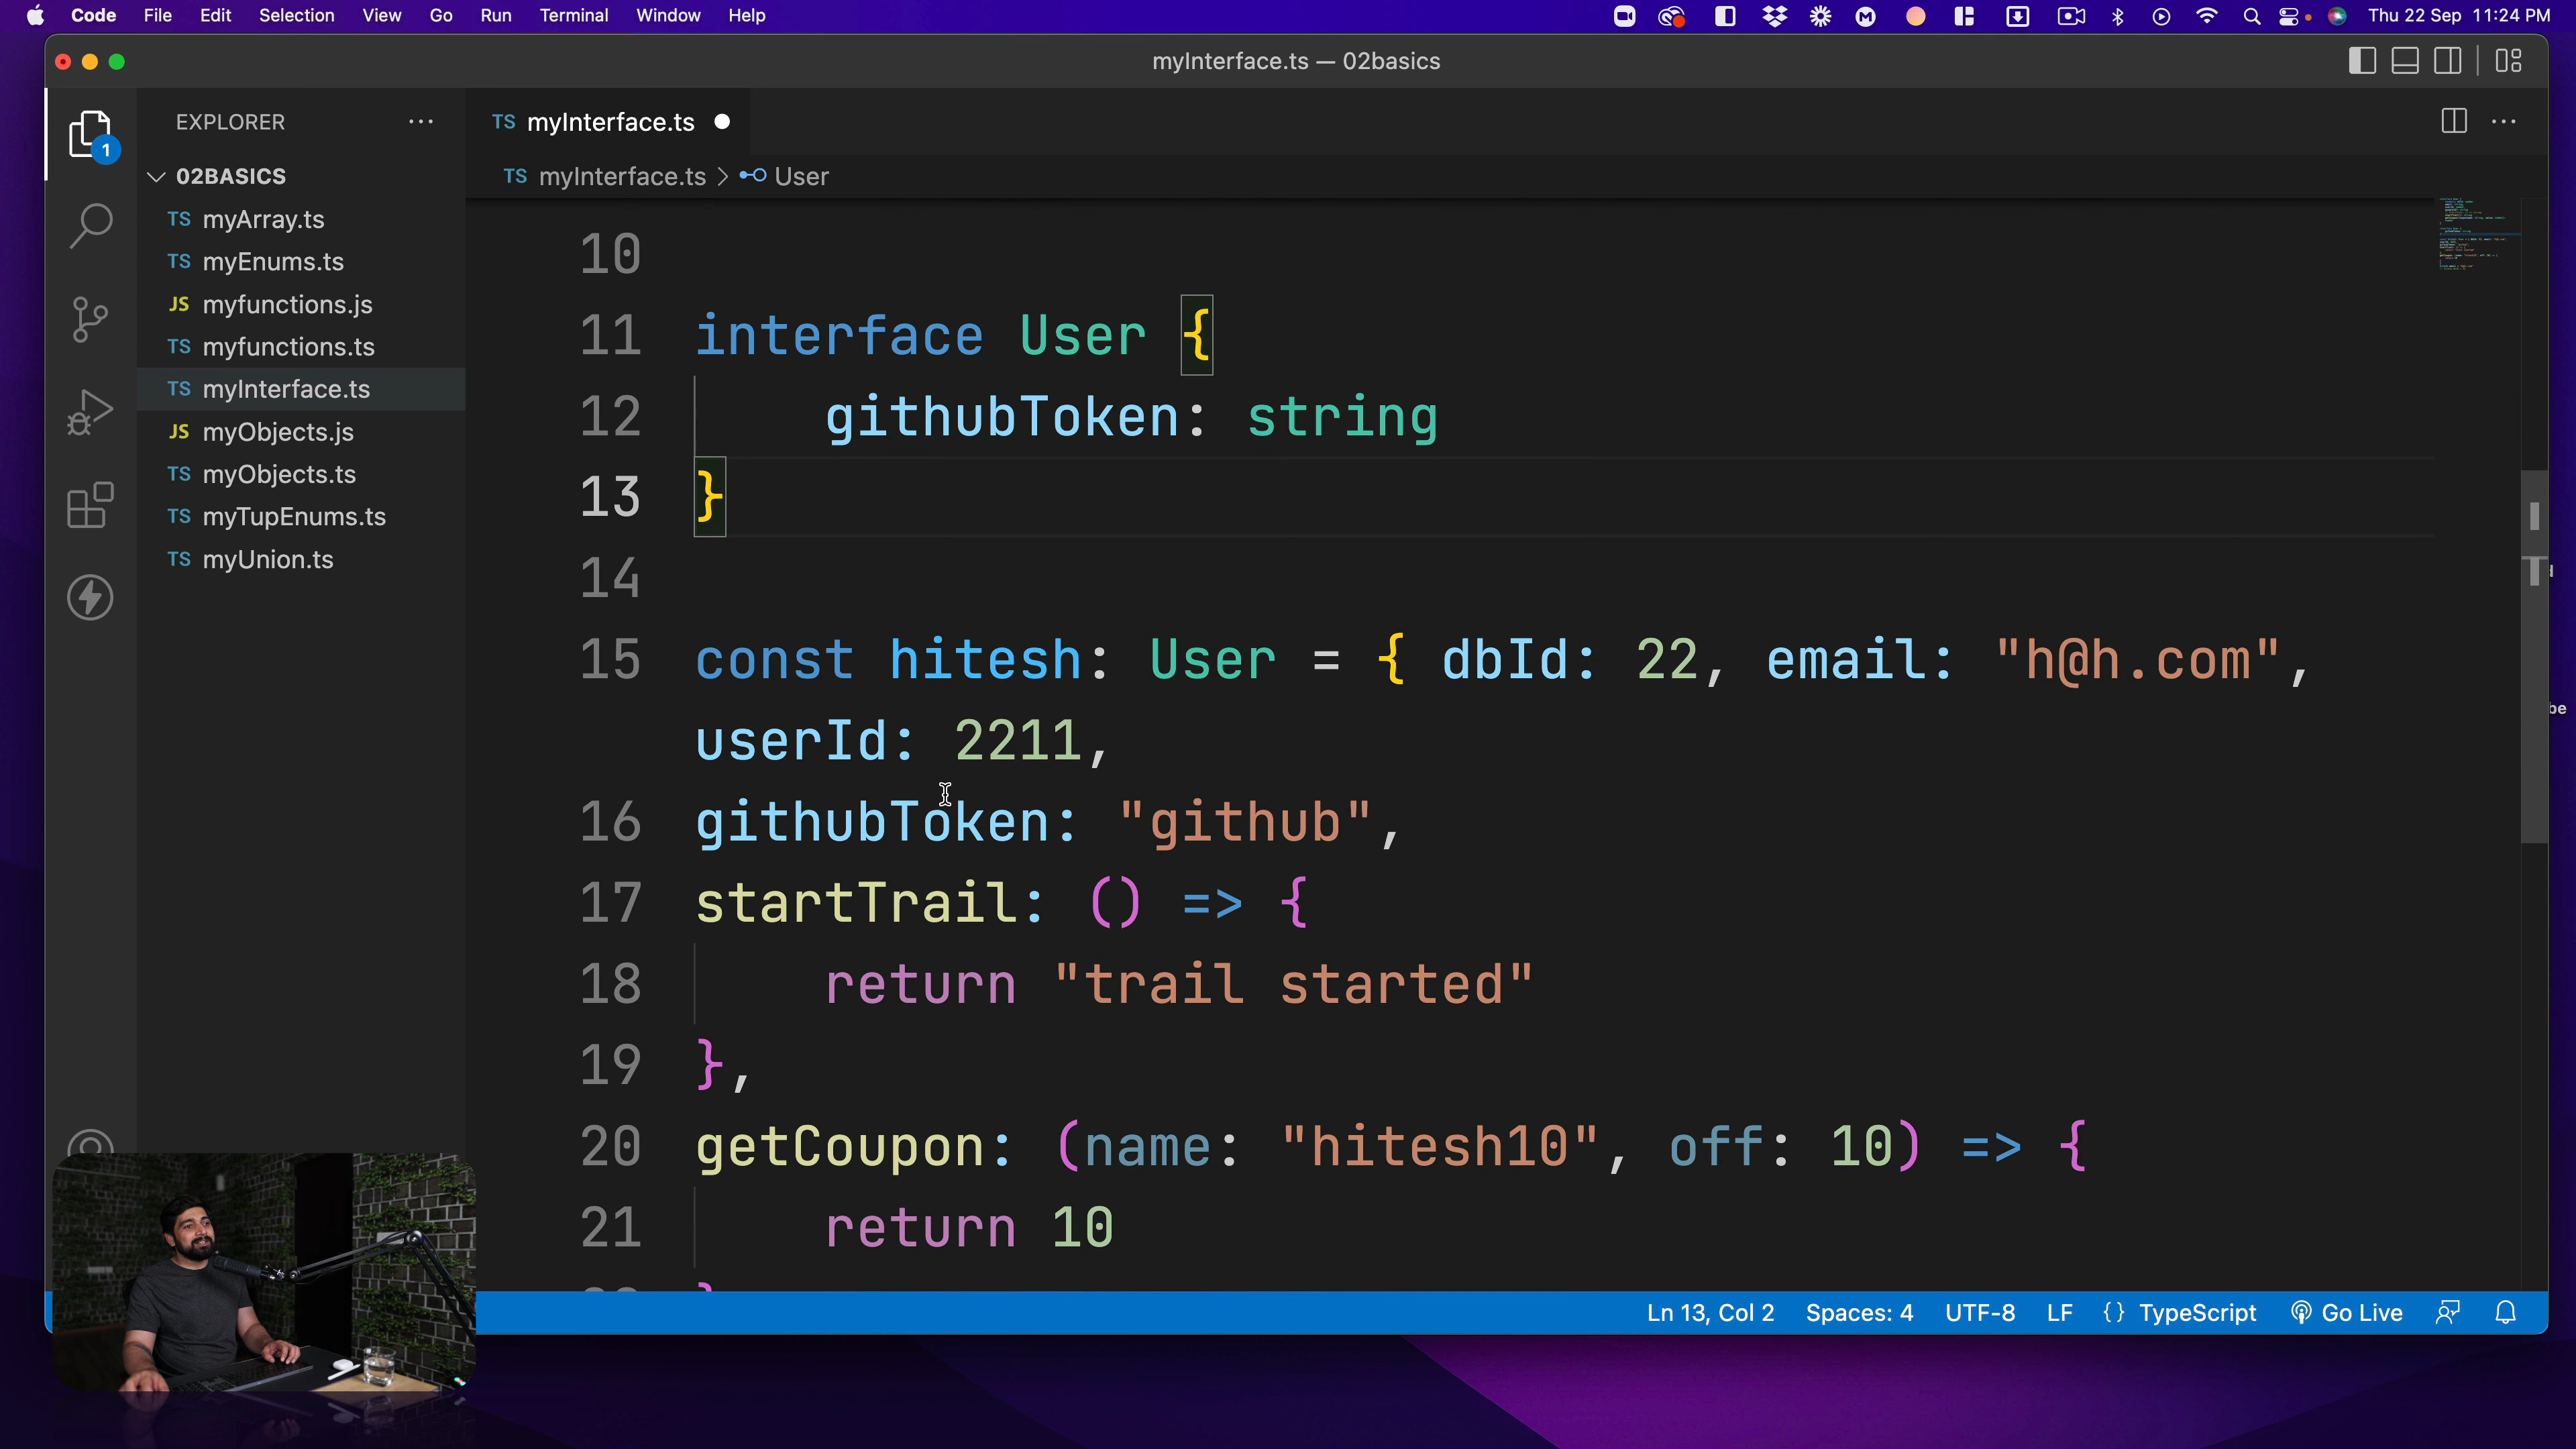 Code File Edit Selection View Go Run Terminal Window Help Thu 22 Sep 11:24 PM
myInterface.ts — 02basics
EXPLORER
1
02BASICS
TS myArray.ts
TS myEnums.ts
JS myfunctions.js
TS myfunctions.ts
TS myInterface.ts
JS myObjects.js
TS myObjects.ts
TS myTupEnums.ts
TS myUnion.ts
TS myInterface.ts
TS myInterface.ts > User
10
11 interface User {
12 githubToken: string
13 }
14
15 const hitesh: User = { dbId: 22, email: "h@h.com",
userId: 2211,
16 githubToken: "github",
17 startTrail: () => {
18 return "trail started"
19 },
20 getCoupon: (name: "hitesh10", off: 10) => {
21 return 10
be
Ln 13, Col 2 Spaces: 4 UTF-8 LF {} TypeScript Go Live